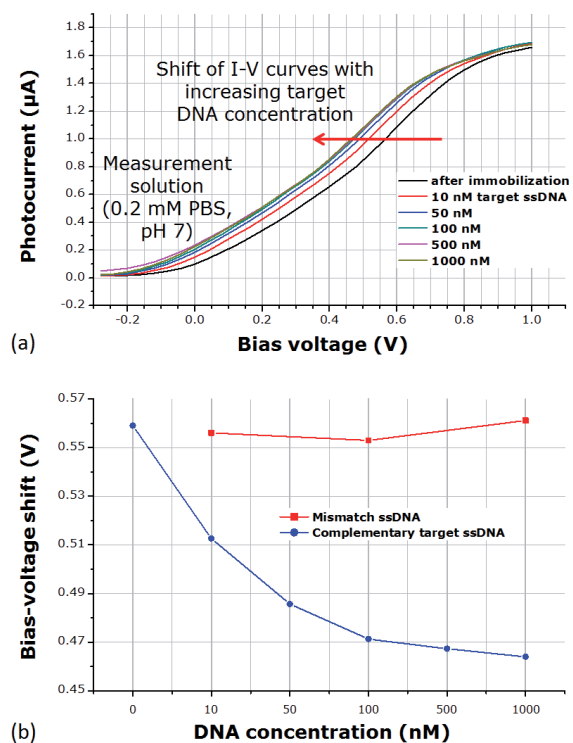 1.8
1.6
1.4
1.2
1.0
0.8
0.6
0.4
0.2
0.0
-0.2
Photocurrent (µA)
Shift of I-V curves with
increasing target
DNA concentration
Measurement
solution
(0.2 mM PBS,
pH 7)
after immobilization
10 nM target ssDNA
50 nM
100 nM
500 nM
1000 nM
-0.2 0.0 0.2 0.4 0.6 0.8 1.0
(a)
Bias voltage (V)
0.57
0.55
0.53
0.51
0.49
0.47
0.45
Bias-voltage shift (V)
Mismatch ssDNA
Complementary target ssDNA
0 10 50 100 500 1000
(b)
DNA concentration (nM)